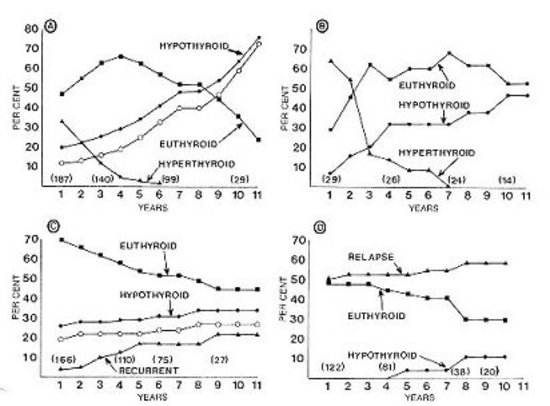 A
80
70
60
50
40
30
20
10
PER CENT
HYPOTHYROID
EUTHYROID
HYPERTHYROID
(187) (140) (99) (29)
1 2 3 4 5 6 7 8 9 10 11
YEARS
B
70
60
50
40
30
20
10
PER CENT
EUTHYROID
HYPOTHYROID
HYPERTHYROID
(29) (26) (24) (14)
1 2 3 4 5 6 7 8 9 10 11
YEARS
C
70
60
50
40
30
20
10
PER CENT
EUTHYROID
HYPOTHYROID
RECURRENT
(166) (110) (75) (27)
1 2 3 4 5 6 7 8 9 10 11
YEARS
D
70
60
50
40
30
20
10
PER CENT
RELAPSE
EUTHYROID
HYPOTHYROID
(122) (81) (38) (20)
1 2 3 4 5 6 7 8 9 10 11
YEARS